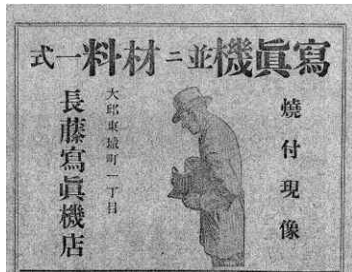 寫眞機並ニ材料一式
燒付現像
大邱東城町一丁目
長藤寫眞機店